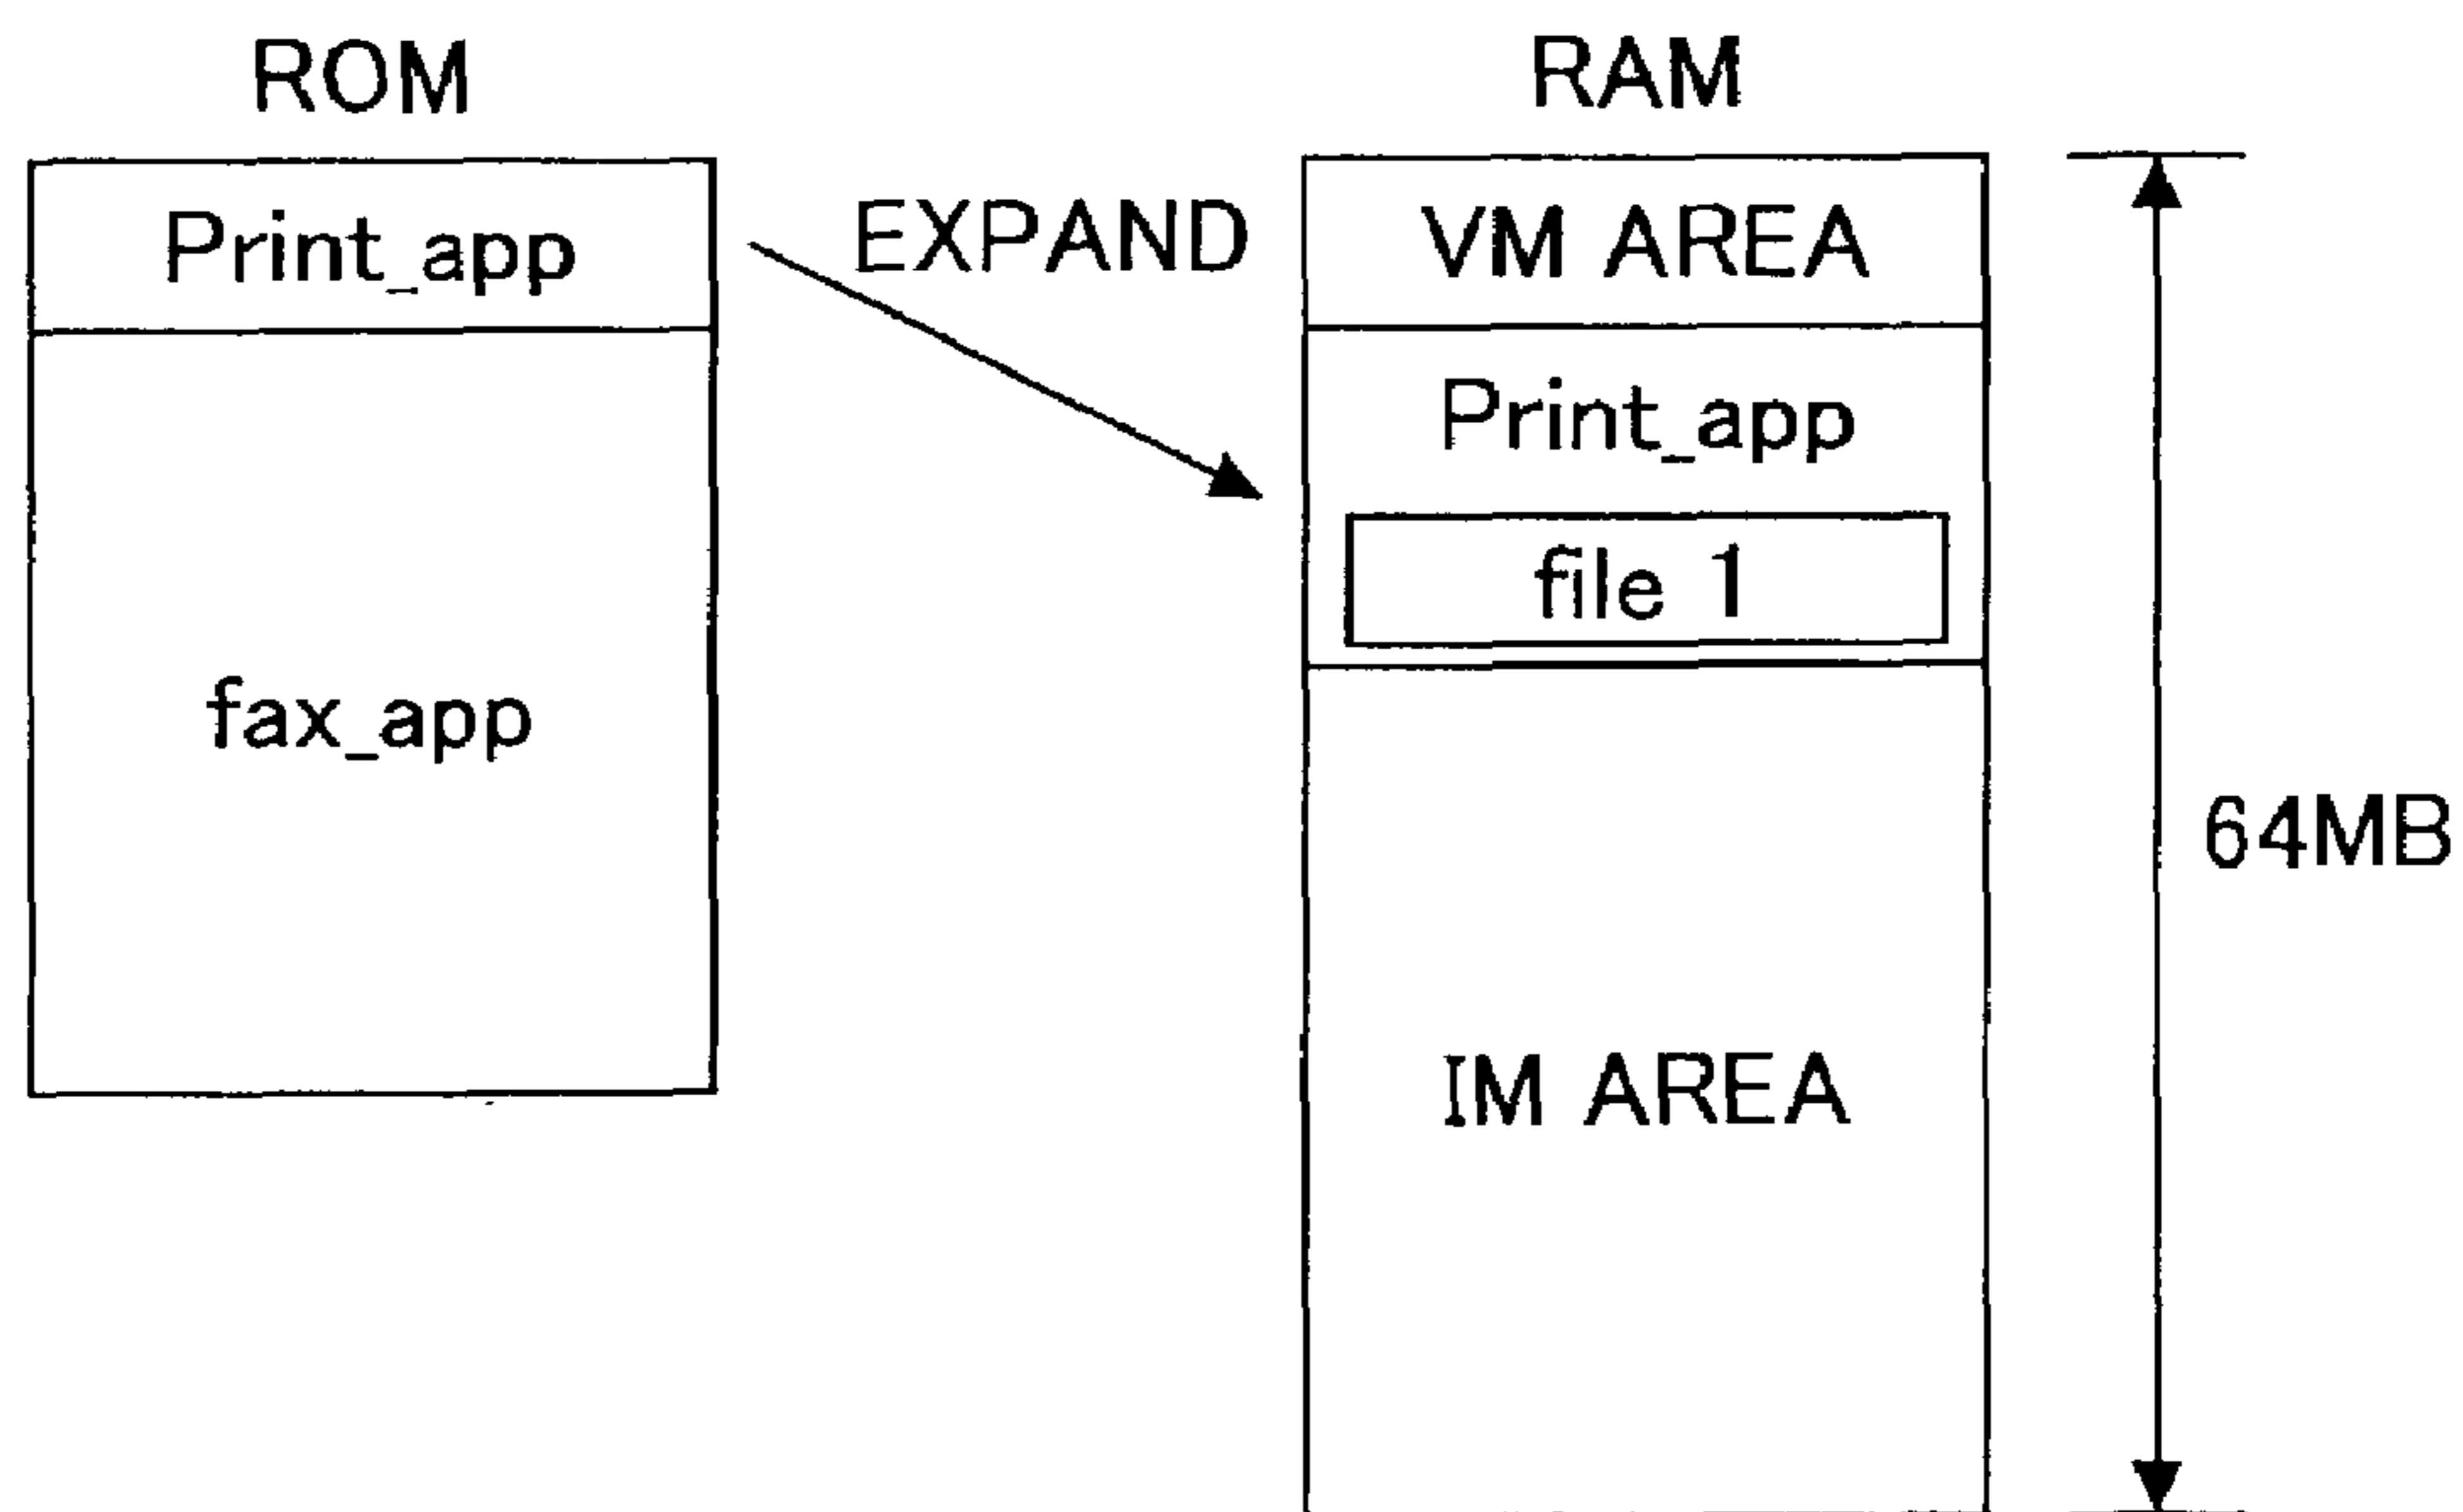 ROM
Print_app
fax_app
EXPAND
RAM
VM AREA
Print_app
file 1
IM AREA
64MB